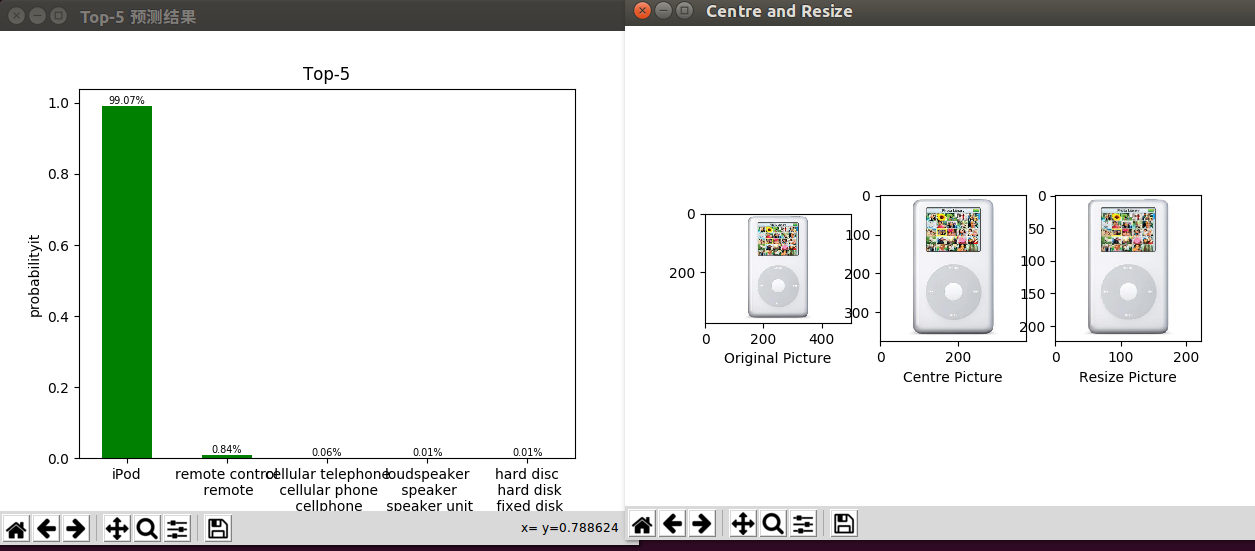 Top-5 预测结果
Top-5
probabilityit
1.0
0.8
0.6
0.4
0.2
0.0
99.07%
0.84%
0.06%
0.01%
0.01%
iPod
remote control
remote
cellular telephone
cellular phone
cellphone
loudspeaker
speaker
speaker unit
hard disc
hard disk
fixed disk
x= y=0.788624
Centre and Resize
0
200
0
200
400
Original Picture
0
100
200
300
0
200
Centre Picture
0
50
100
150
200
0
100
200
Resize Picture